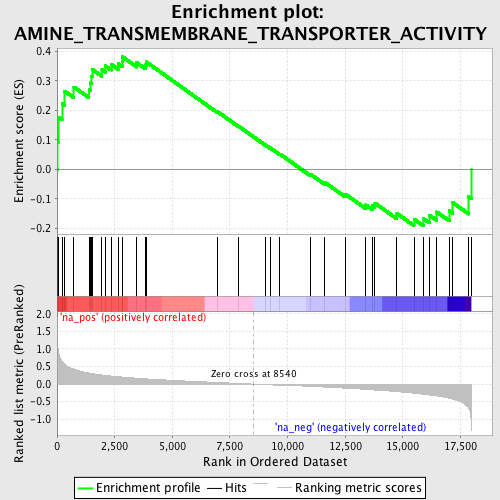 Enrichment plot:
AMINE_TRANSMEMBRANE_TRANSPORTER_ACTIVITY
Enrichment score (ES)
0.4
0.3
0.2
0.1
0.0
-0.1
-0.2
'na_pos' (positively correlated)
Ranked list metric (PreRanked)
2.0
1.5
1.0
0.5
0.0
-0.5
-1.0
Zero cross at 8540
'na_neg' (negatively correlated)
0 2,500 5,000 7,500 10,000 12,500 15,000 17,500
Rank in Ordered Dataset
Enrichment profile Hits Ranking metric scores